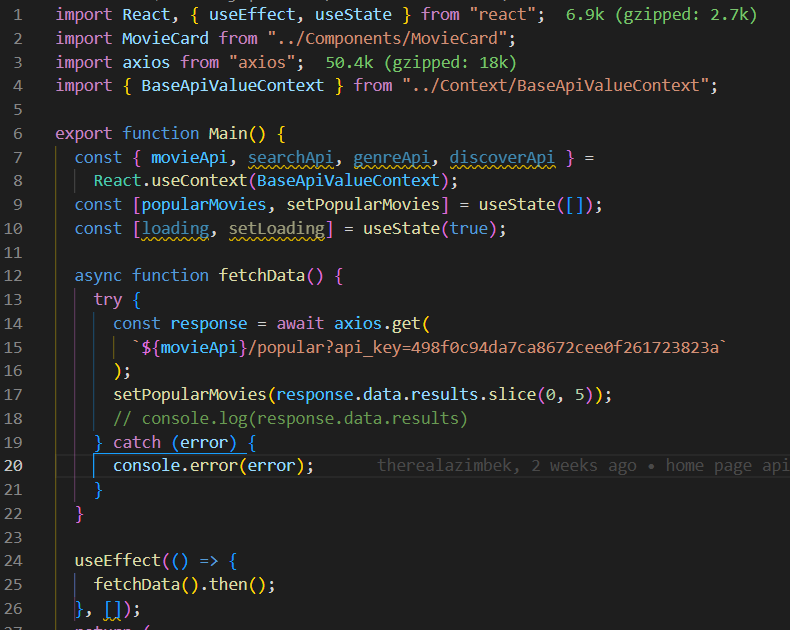 1 import React, { useEffect, useState } from "react"; 6.9k (gzipped: 2.7k)
2 import MovieCard from "../Components/MovieCard";
3 import axios from "axios"; 50.4k (gzipped: 18k)
4 import { BaseApiValueContext } from "../Context/BaseApiValueContext";
5
6 export function Main() {
7 const { movieApi, searchApi, genreApi, discoverApi } =
8 React.useContext(BaseApiValueContext);
9 const [popularMovies, setPopularMovies] = useState([]);
10 const [loading, setLoading] = useState(true);
11
12 async function fetchData() {
13 try {
14 const response = await axios.get(
15 `${movieApi}/popular?api_key=498f0c94da7ca8672cee0f261723823a`
16 );
17 setPopularMovies(response.data.results.slice(0, 5));
18 // console.log(response.data.results)
19 } catch (error) {
20 console.error(error); therealazimbek, 2 weeks ago • home page api
21 }
22 }
23
24 useEffect(() => {
25 fetchData().then();
26 }, []);
27 return (